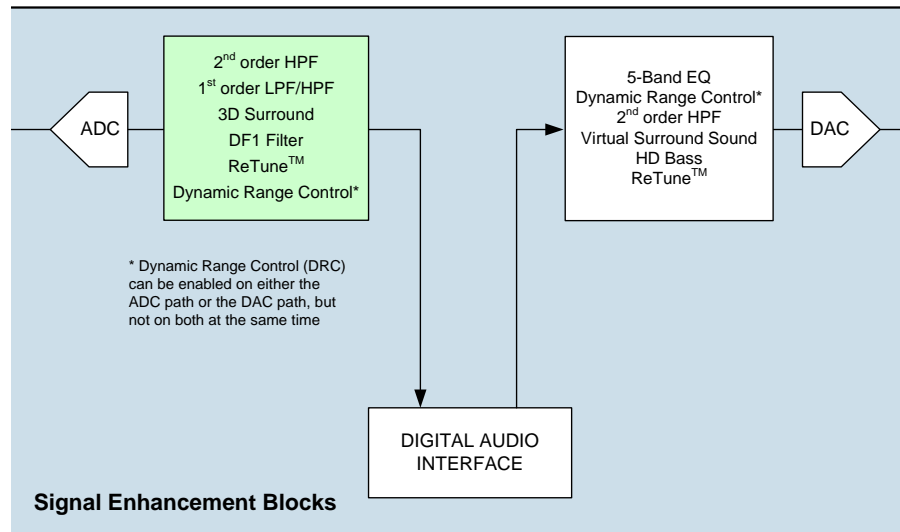 ADC
2nd order HPF
1st order LPF/HPF
3D Surround
DF1 Filter
ReTune™
Dynamic Range Control*
5-Band EQ
Dynamic Range Control*
2nd order HPF
Virtual Surround Sound
HD Bass
ReTune™
DAC
* Dynamic Range Control (DRC)
can be enabled on either the
ADC path or the DAC path, but
not on both at the same time
DIGITAL AUDIO
INTERFACE
Signal Enhancement Blocks